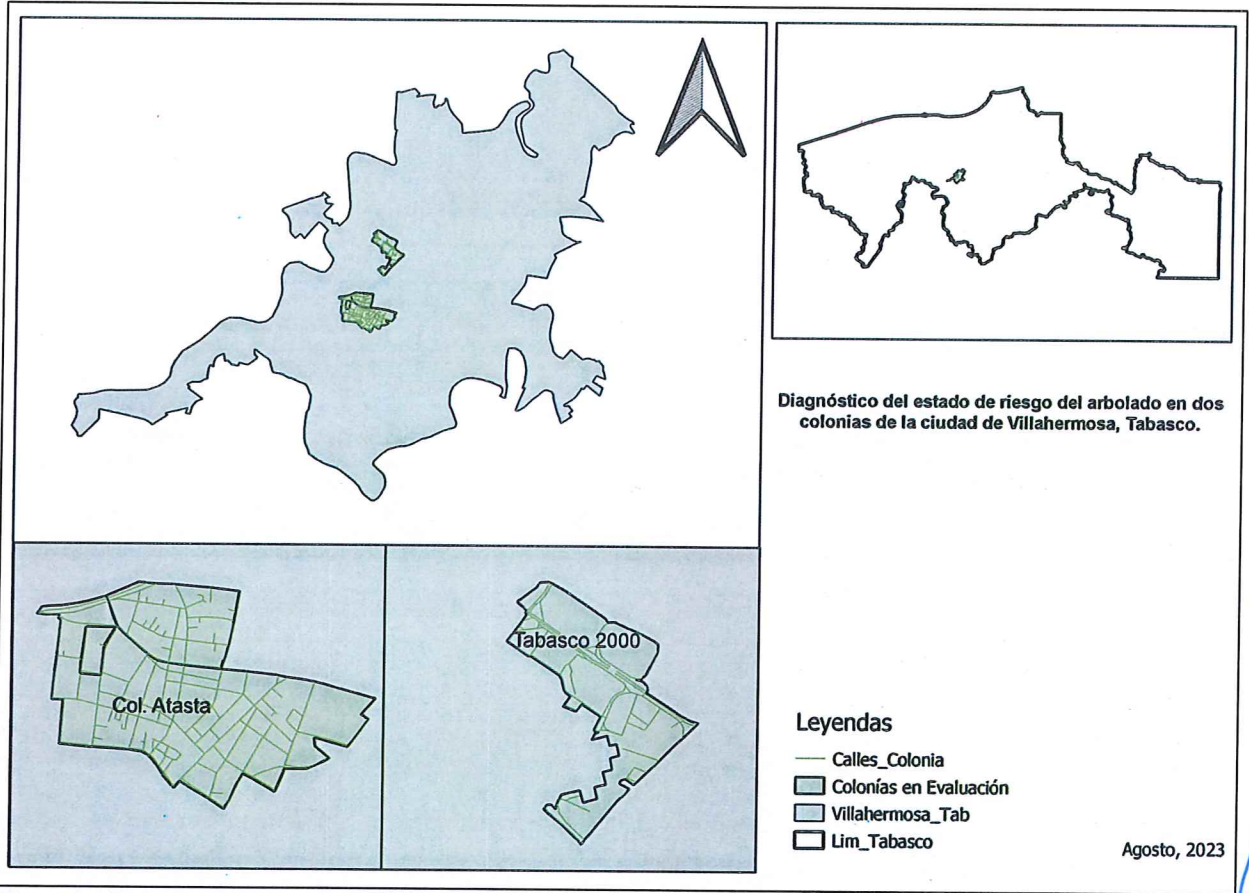 Diagnóstico del estado de riesgo del arbolado en dos
colonias de la ciudad de Villahermosa, Tabasco.
Col. Atasta
Tabasco 2000
Leyendas
Calles_Colonia
Colonías en Evaluación
Villahermosa_Tab
Lim_Tabasco
Agosto, 2023